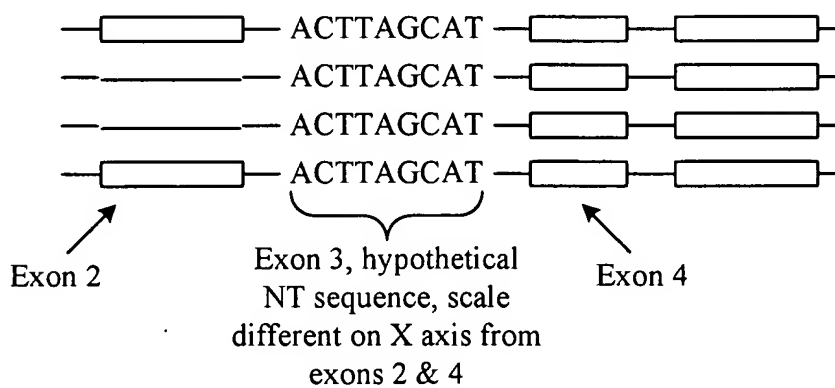 ACTTAGCAT
ACTTAGCAT
ACTTAGCAT
ACTTAGCAT
Exon 2
Exon 3, hypothetical
NT sequence, scale
different on X axis from
exons 2 & 4
Exon 4